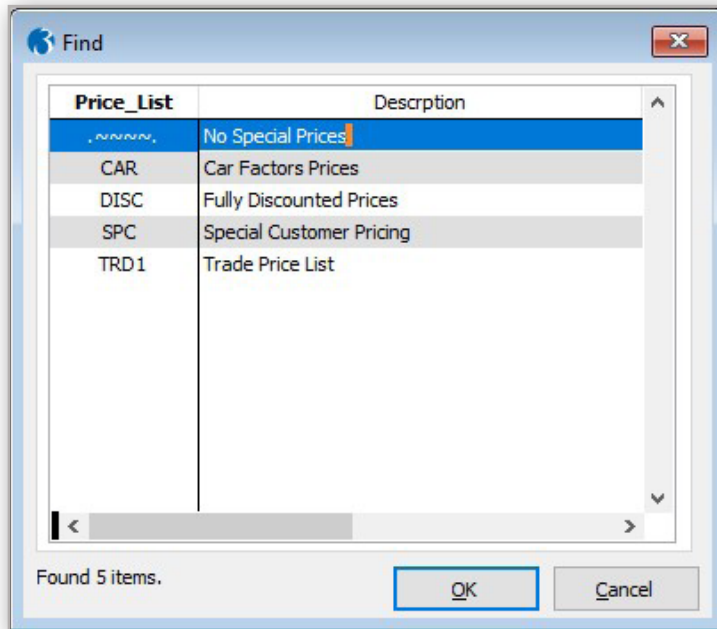 Find
Price_List Descrption
.~~~~. No Special Prices
CAR Car Factors Prices
DISC Fully Discounted Prices
SPC Special Customer Pricing
TRD1 Trade Price List
Found 5 items.
OK Cancel